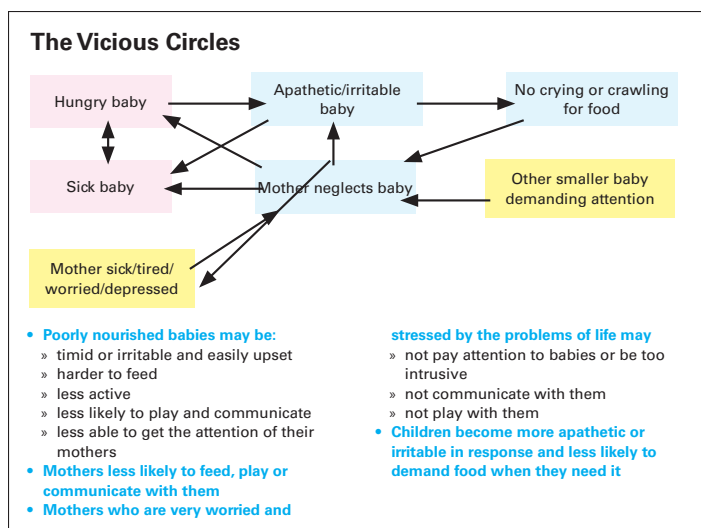 The Vicious Circles
Hungry baby
Apathetic/irritable
baby
No crying or crawling
for food
Sick baby
Mother neglects baby
Other smaller baby
demanding attention
Mother sick/tired/
worried/depressed
• Poorly nourished babies may be:
» timid or irritable and easily upset
» harder to feed
» less active
» less likely to play and communicate
» less able to get the attention of their
mothers
• Mothers less likely to feed, play or
communicate with them
• Mothers who are very worried and
stressed by the problems of life may
» not pay attention to babies or be too
intrusive
» not communicate with them
» not play with them
• Children become more apathetic or
irritable in response and less likely to
demand food when they need it